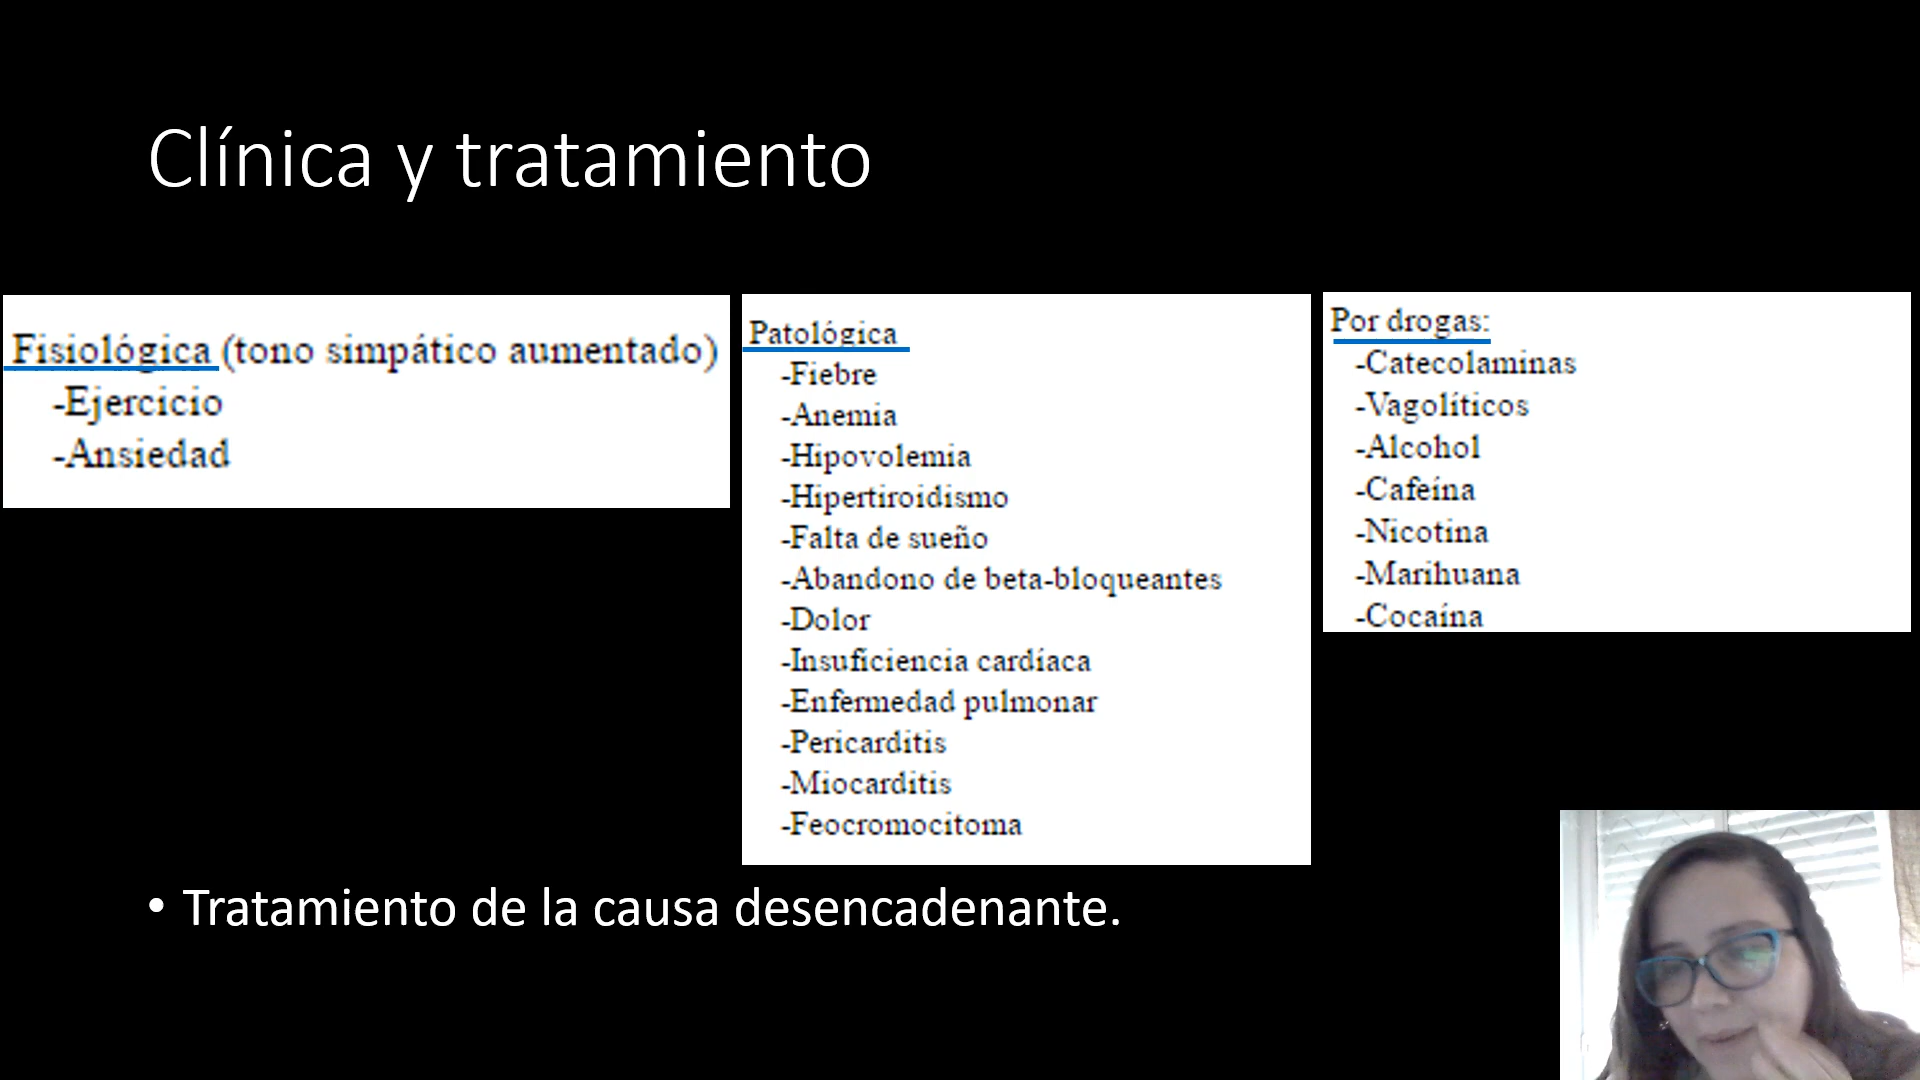 Clínica y tratamiento
Fisiológica (tono simpático aumentado)
-Ejercicio
-Ansiedad
Patológica
-Fiebre
-Anemia
-Hipovolemia
-Hipertiroidismo
-Falta de sueño
-Abandono de beta-bloqueantes
-Dolor
-Insuficiencia cardíaca
-Enfermedad pulmonar
-Pericarditis
-Miocarditis
-Feocromocitoma
Por drogas:
-Catecolaminas
-Vagolíticos
-Alcohol
-Cafeína
-Nicotina
-Marihuana
-Cocaína
• Tratamiento de la causa desencadenante.